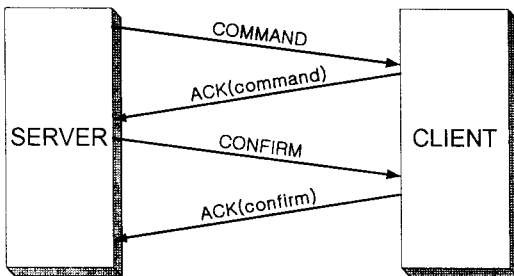 COMMAND
ACK(command)
SERVER
CLIENT
CONFIRM
ACK(confirm)